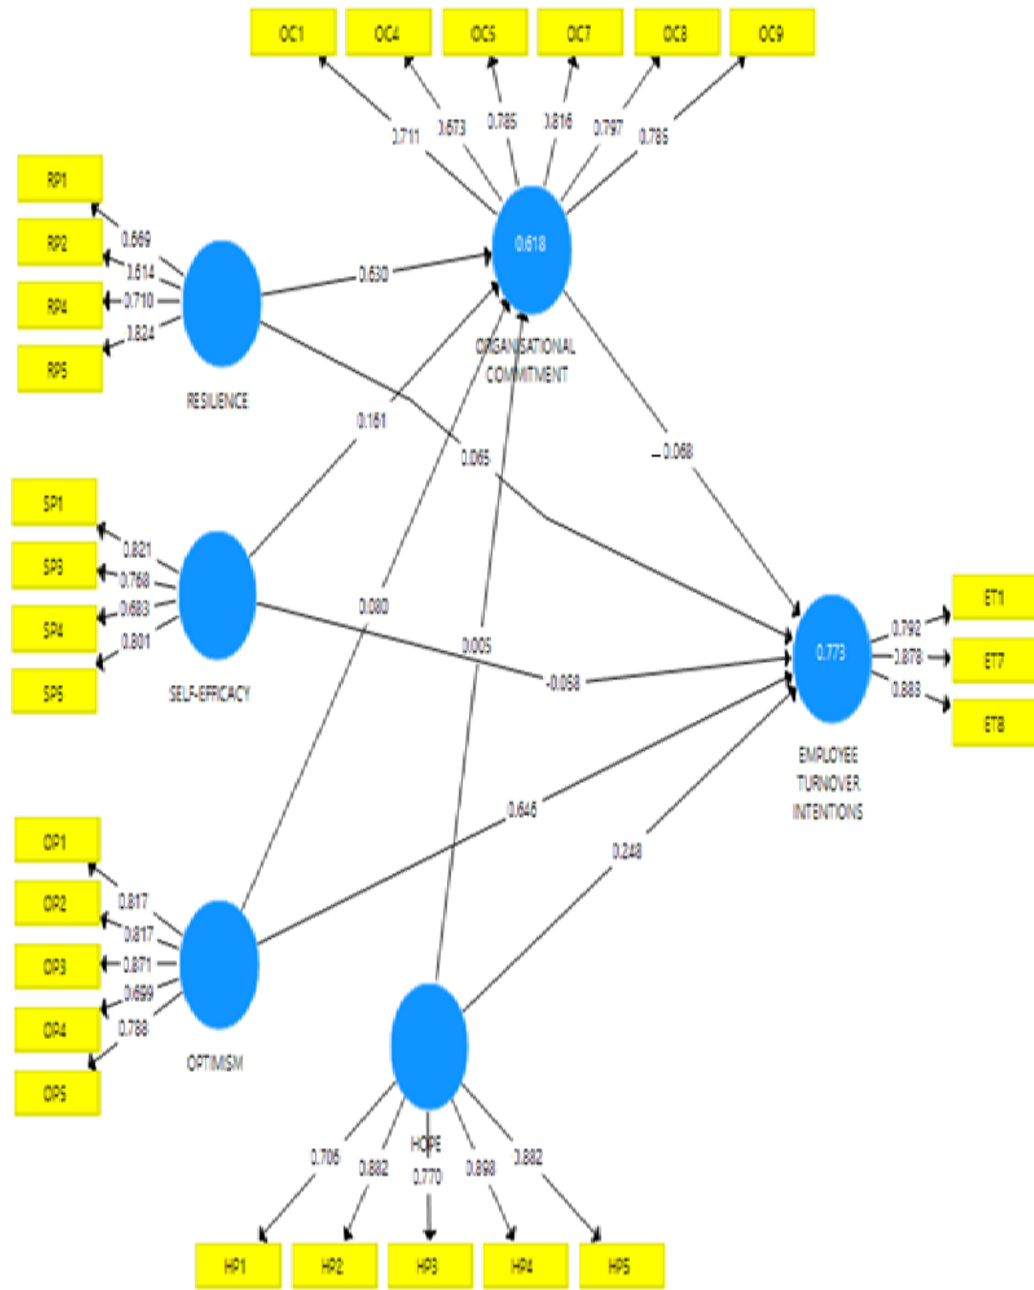 OC1 OC4 OC5 OC7 OC8 OC9
0.711 0.673 0.785 0.816 0.797 0.785
RP1
RP2
RP4
RP5
0.669
0.614
0.710
0.824
RESILIENCE
0.618
ORGANISATIONAL
COMMITMENT
0.630
0.065
0.161
-0.068
SP1
SP3
SP4
SP5
0.821
0.768
0.683
0.801
SELF-EFFICACY
0.080
0.005
-0.058
0.773
EMPLOYEE
TURNOVER
INTENTIONS
0.792
0.878
0.883
ET1
ET7
ET8
0.646
0.248
OP1
OP2
OP3
OP4
OP5
0.817
0.817
0.871
0.699
0.788
OPTIMISM
HOPE
0.706 0.882 0.770 0.898 0.882
HP1 HP2 HP3 HP4 HP5